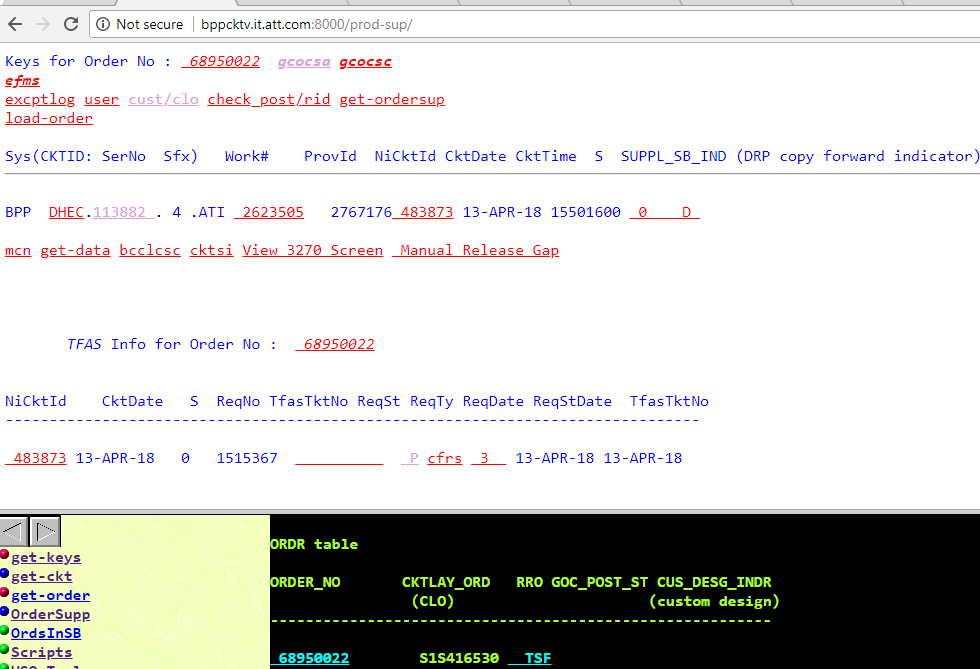 Not secure | bppcktv.it.att.com:8000/prod-sup/
Keys for Order No : 68950022 gcocsa gcocsc
efms
excptlog user cust/clo check_post/rid get-ordersup
load-order
Sys(CKTID: SerNo Sfx) Work# ProvId NiCktId CktDate CktTime S SUPPL_SB_IND (DRP copy forward indicator)
BPP DHEC.113882 . 4 .ATI 2623505 2767176 483873 13-APR-18 15501600 0 D
mcn get-data bcclcsc cktsi View 3270 Screen Manual Release Gap
TFAS Info for Order No : 68950022
NiCktId CktDate S ReqNo TfasTktNo ReqSt ReqTy ReqDate ReqStDate TfasTktNo
-------------------------------------------------------------------------------
483873 13-APR-18 0 1515367 P cfrs 3 13-APR-18 13-APR-18
get-keys
get-ckt
get-order
OrderSupp
OrdsInSB
Scripts
ORDR table
ORDER_NO CKTLAY_ORD RRO GOC_POST_ST CUS_DESG_INDR
(CLO) (custom design)
---------------------------------------------------------
68950022 S1S416530 TSF